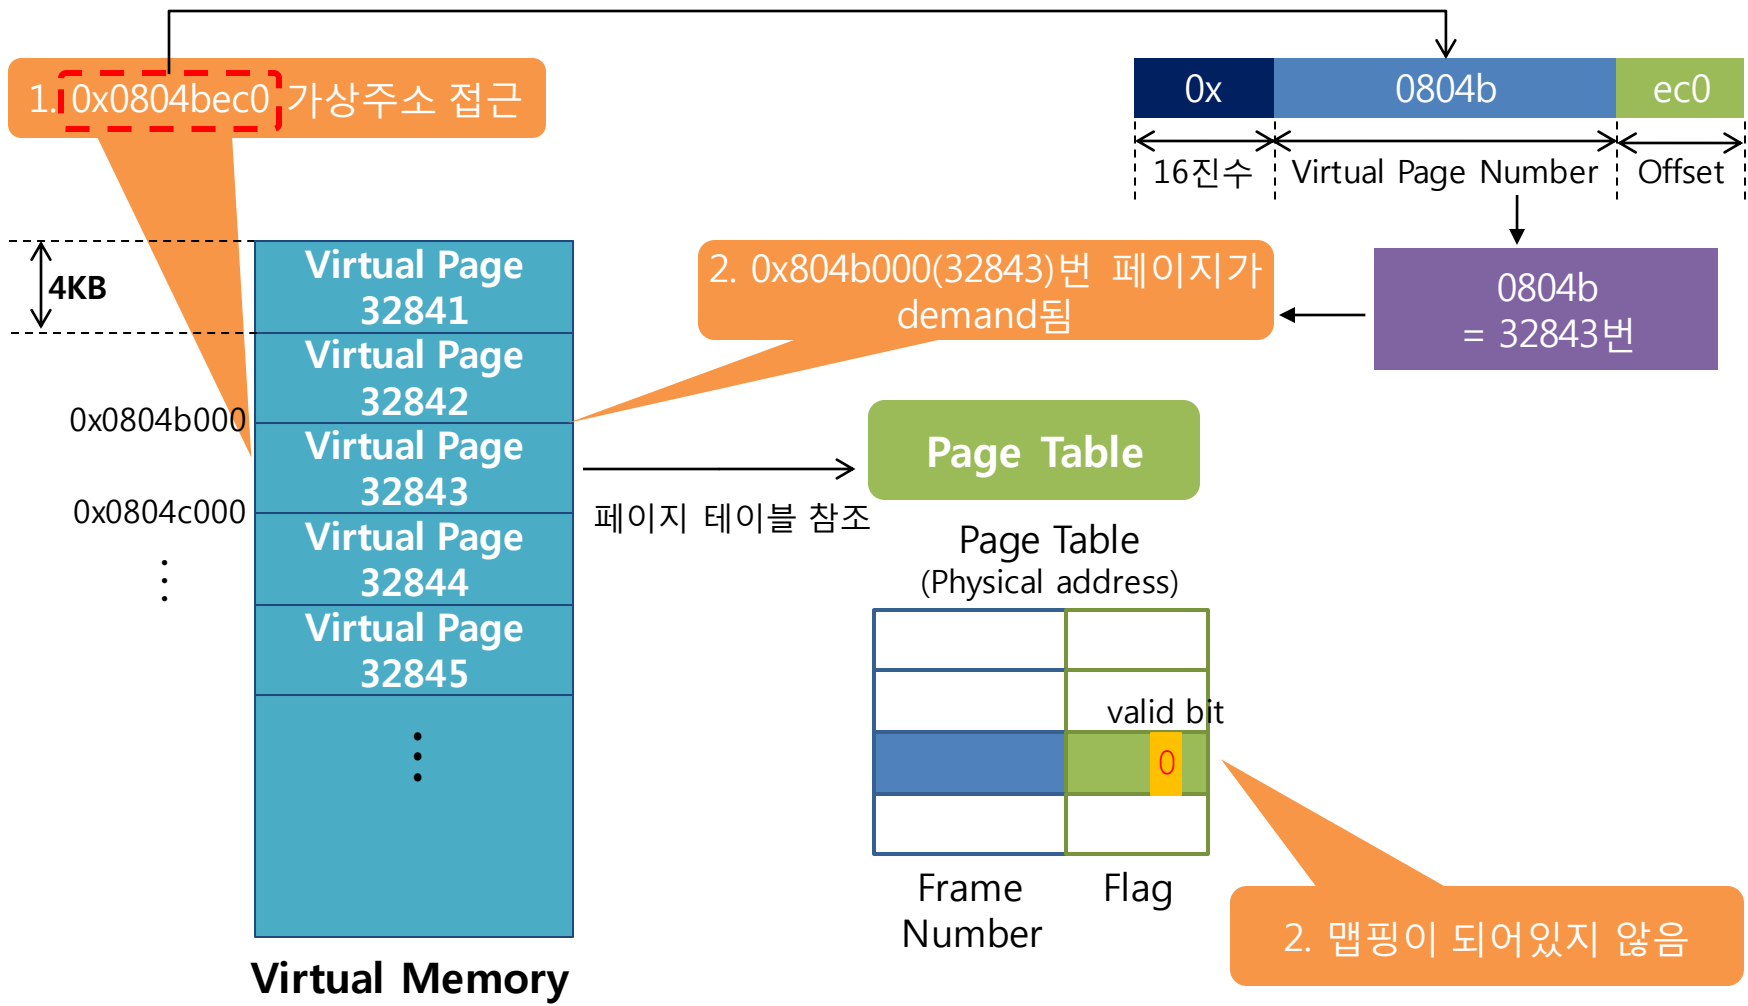 1. 0x0804bec0 가상주소 접근
0x 0804b ec0
16진수 Virtual Page Number Offset
0804b
= 32843번
2. 0x804b000(32843)번 페이지가
demand됨
4KB
Virtual Page
32841
Virtual Page
32842
0x0804b000
Virtual Page
32843
0x0804c000
Virtual Page
32844
Virtual Page
32845
Virtual Memory
페이지 테이블 참조
Page Table
Page Table
(Physical address)
valid bit
0
Frame
Number
Flag
2. 맵핑이 되어있지 않음